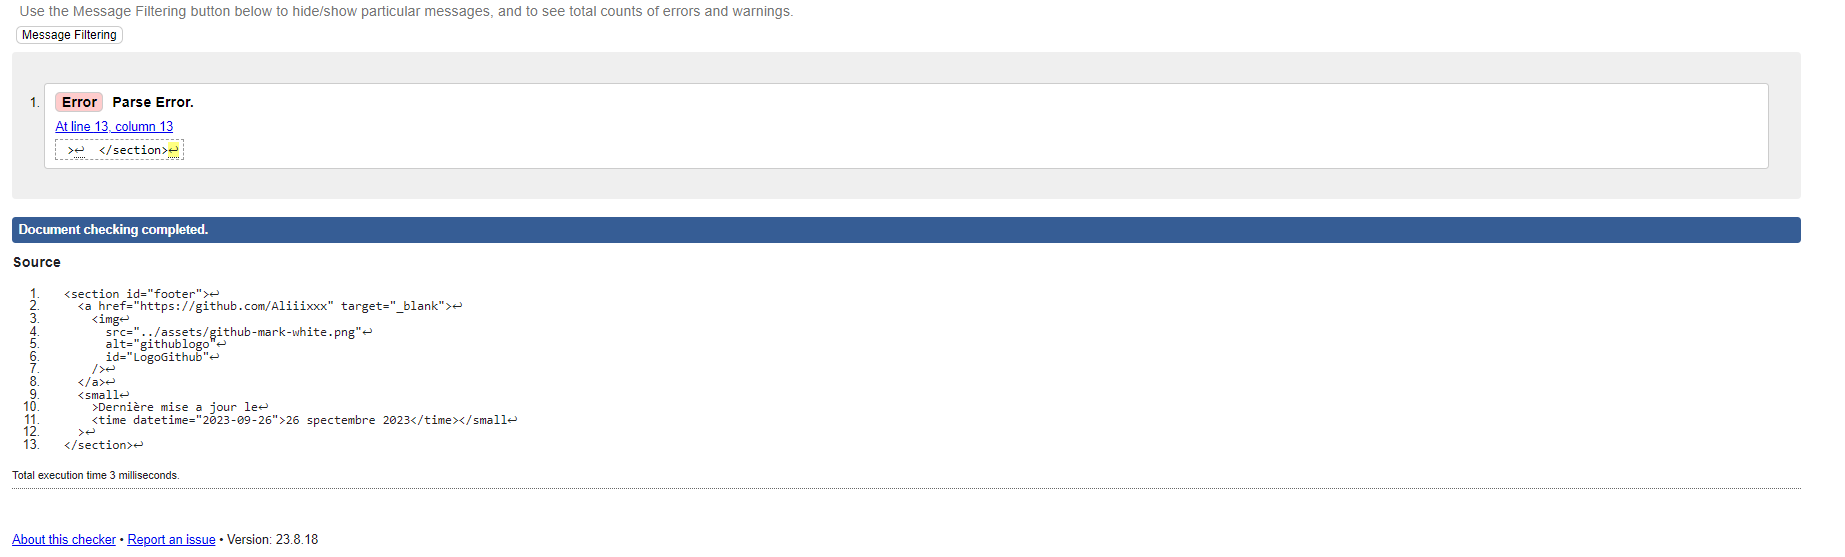 Use the Message Filtering button below to hide/show particular messages, and to see total counts of errors and warnings.
Message Filtering
1. Error Parse Error.
At line 13, column 13
>↩  </section>↩
Document checking completed.
Source
1. <section id="footer">↩
2. <a href="https://github.com/Aliiixxx" target="_blank">↩
3. <img↩
4. src="../assets/github-mark-white.png"↩
5. alt="githublogo"↩
6. id="LogoGithub"↩
7. />↩
8. </a>↩
9. <small↩
10. >Dernière mise a jour le↩
11. <time datetime="2023-09-26">26 spectembre 2023</time></small↩
12. >↩
13. </section>↩
Total execution time 3 milliseconds.
About this checker • Report an issue • Version: 23.8.18